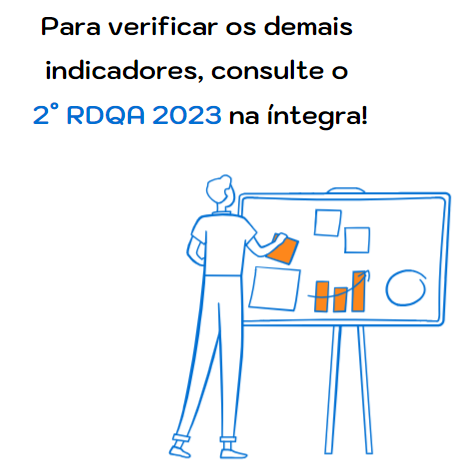 Para verificar os demais
indicadores, consulte o
2° RDQA 2023 na íntegra!